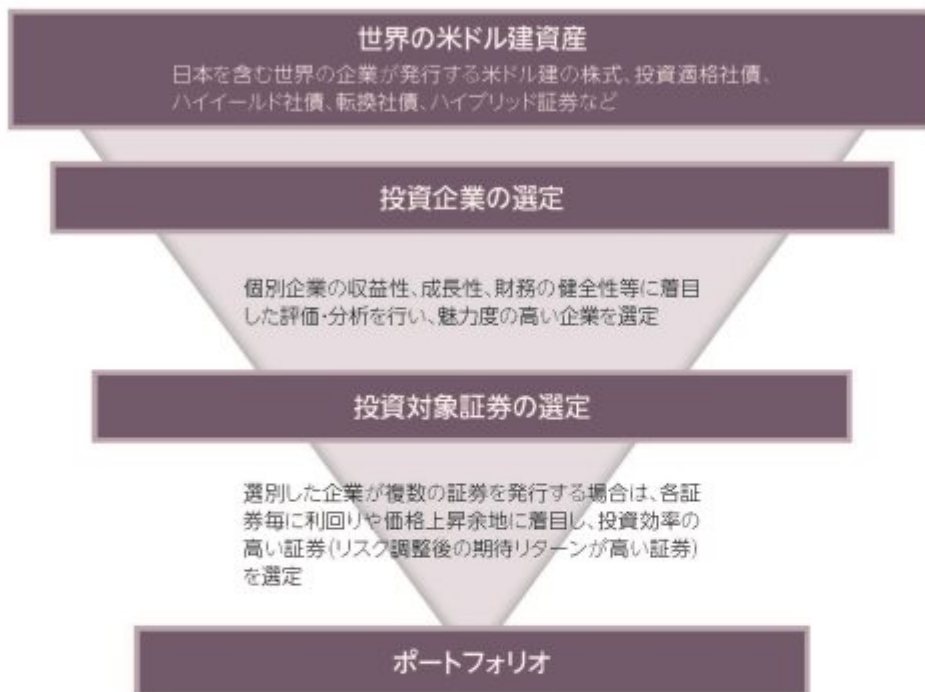 世界の米ドル建資産
日本を含む世界の企業が発行する米ドル建の株式、投資適格社債、
ハイイールド社債、転換社債、ハイブリッド証券など
投資企業の選定
個別企業の収益性、成長性、財務の健全性等に着目
した評価・分析を行い、魅力度の高い企業を選定
投資対象証券の選定
選別した企業が複数の証券を発行する場合は、各証
券毎に利回りや価格上昇余地に着目し、投資効率の
高い証券(リスク調整後の期待リターンが高い証券)
を選定
ポートフォリオ